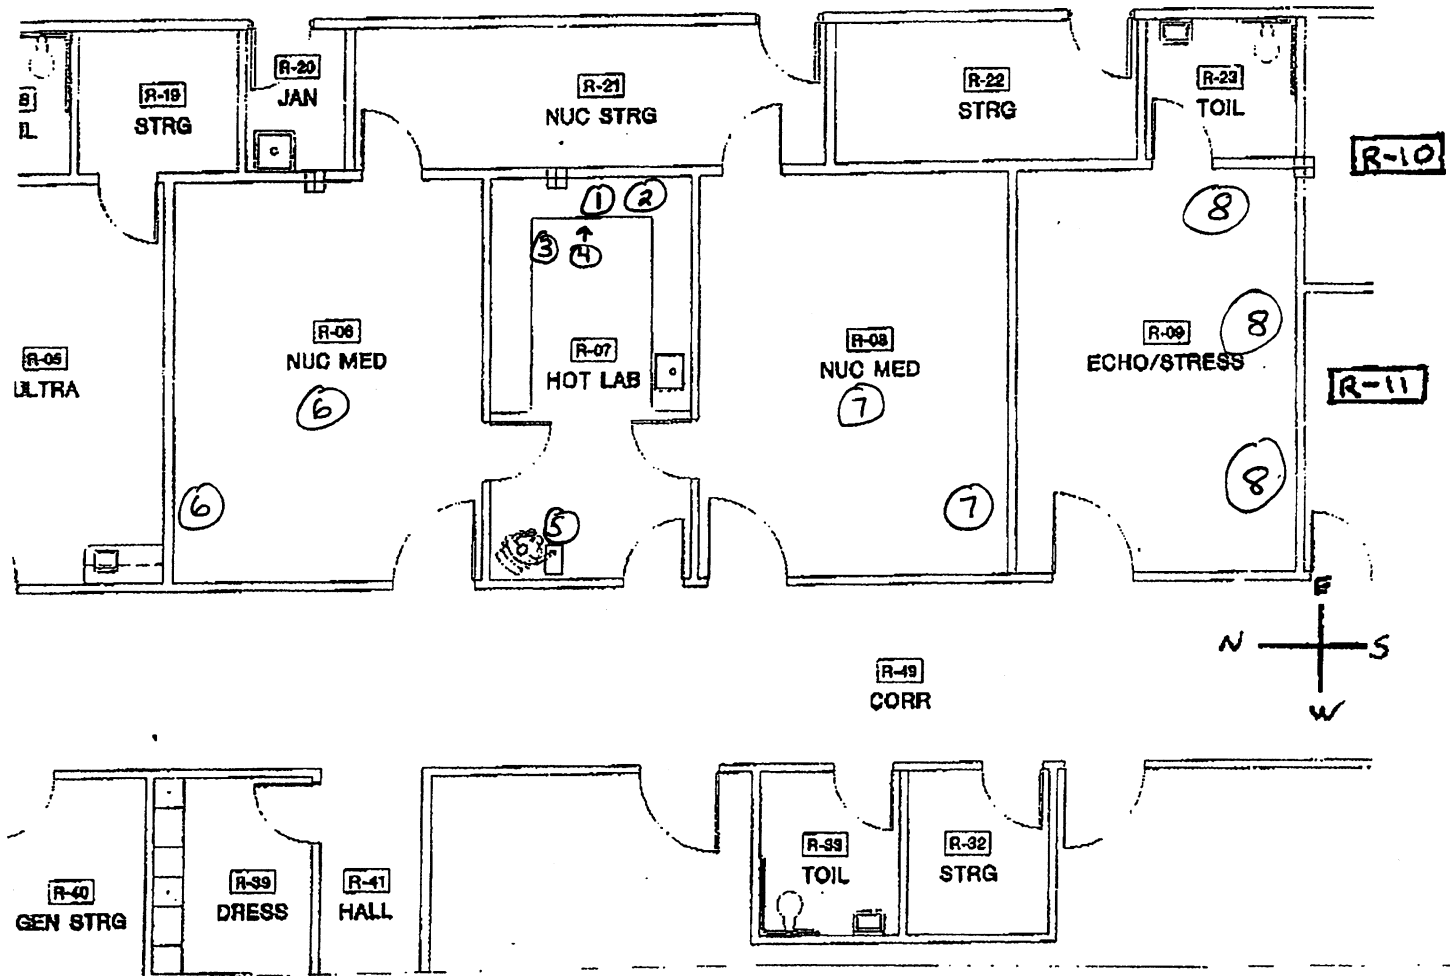 R-20
JAN
R-19
STRG
R-21
NUC STRG
R-22
STRG
R-23
TOIL
R-10
1
2
3
4
8
8
R-05
ULTRA
R-06
NUC MED
R-07
HOT LAB
R-08
NUC MED
R-09
ECHO/STRESS
R-11
6
7
6
5
7
8
E
N
S
W
R-49
CORR
R-40
GEN STRG
R-39
DRESS
R-41
HALL
R-33
TOIL
R-32
STRG